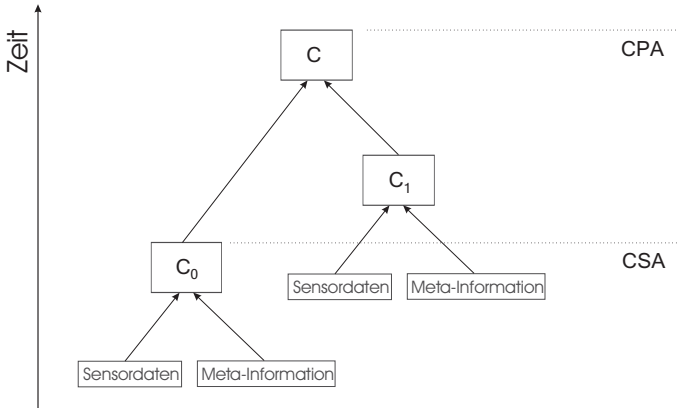 Zeit
C
CPA
C₁
C₀
CSA
Sensordaten
Meta-Information
Sensordaten
Meta-Information